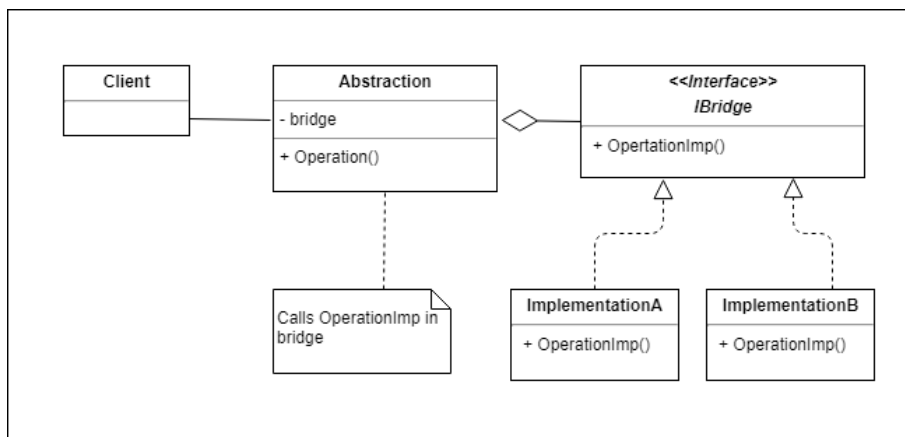 Client
Abstraction
- bridge
+ Operation()
<<Interface>>
IBridge
+ OpertationImp()
Calls OperationImp in
bridge
ImplementationA
+ OperationImp()
ImplementationB
+ OperationImp()